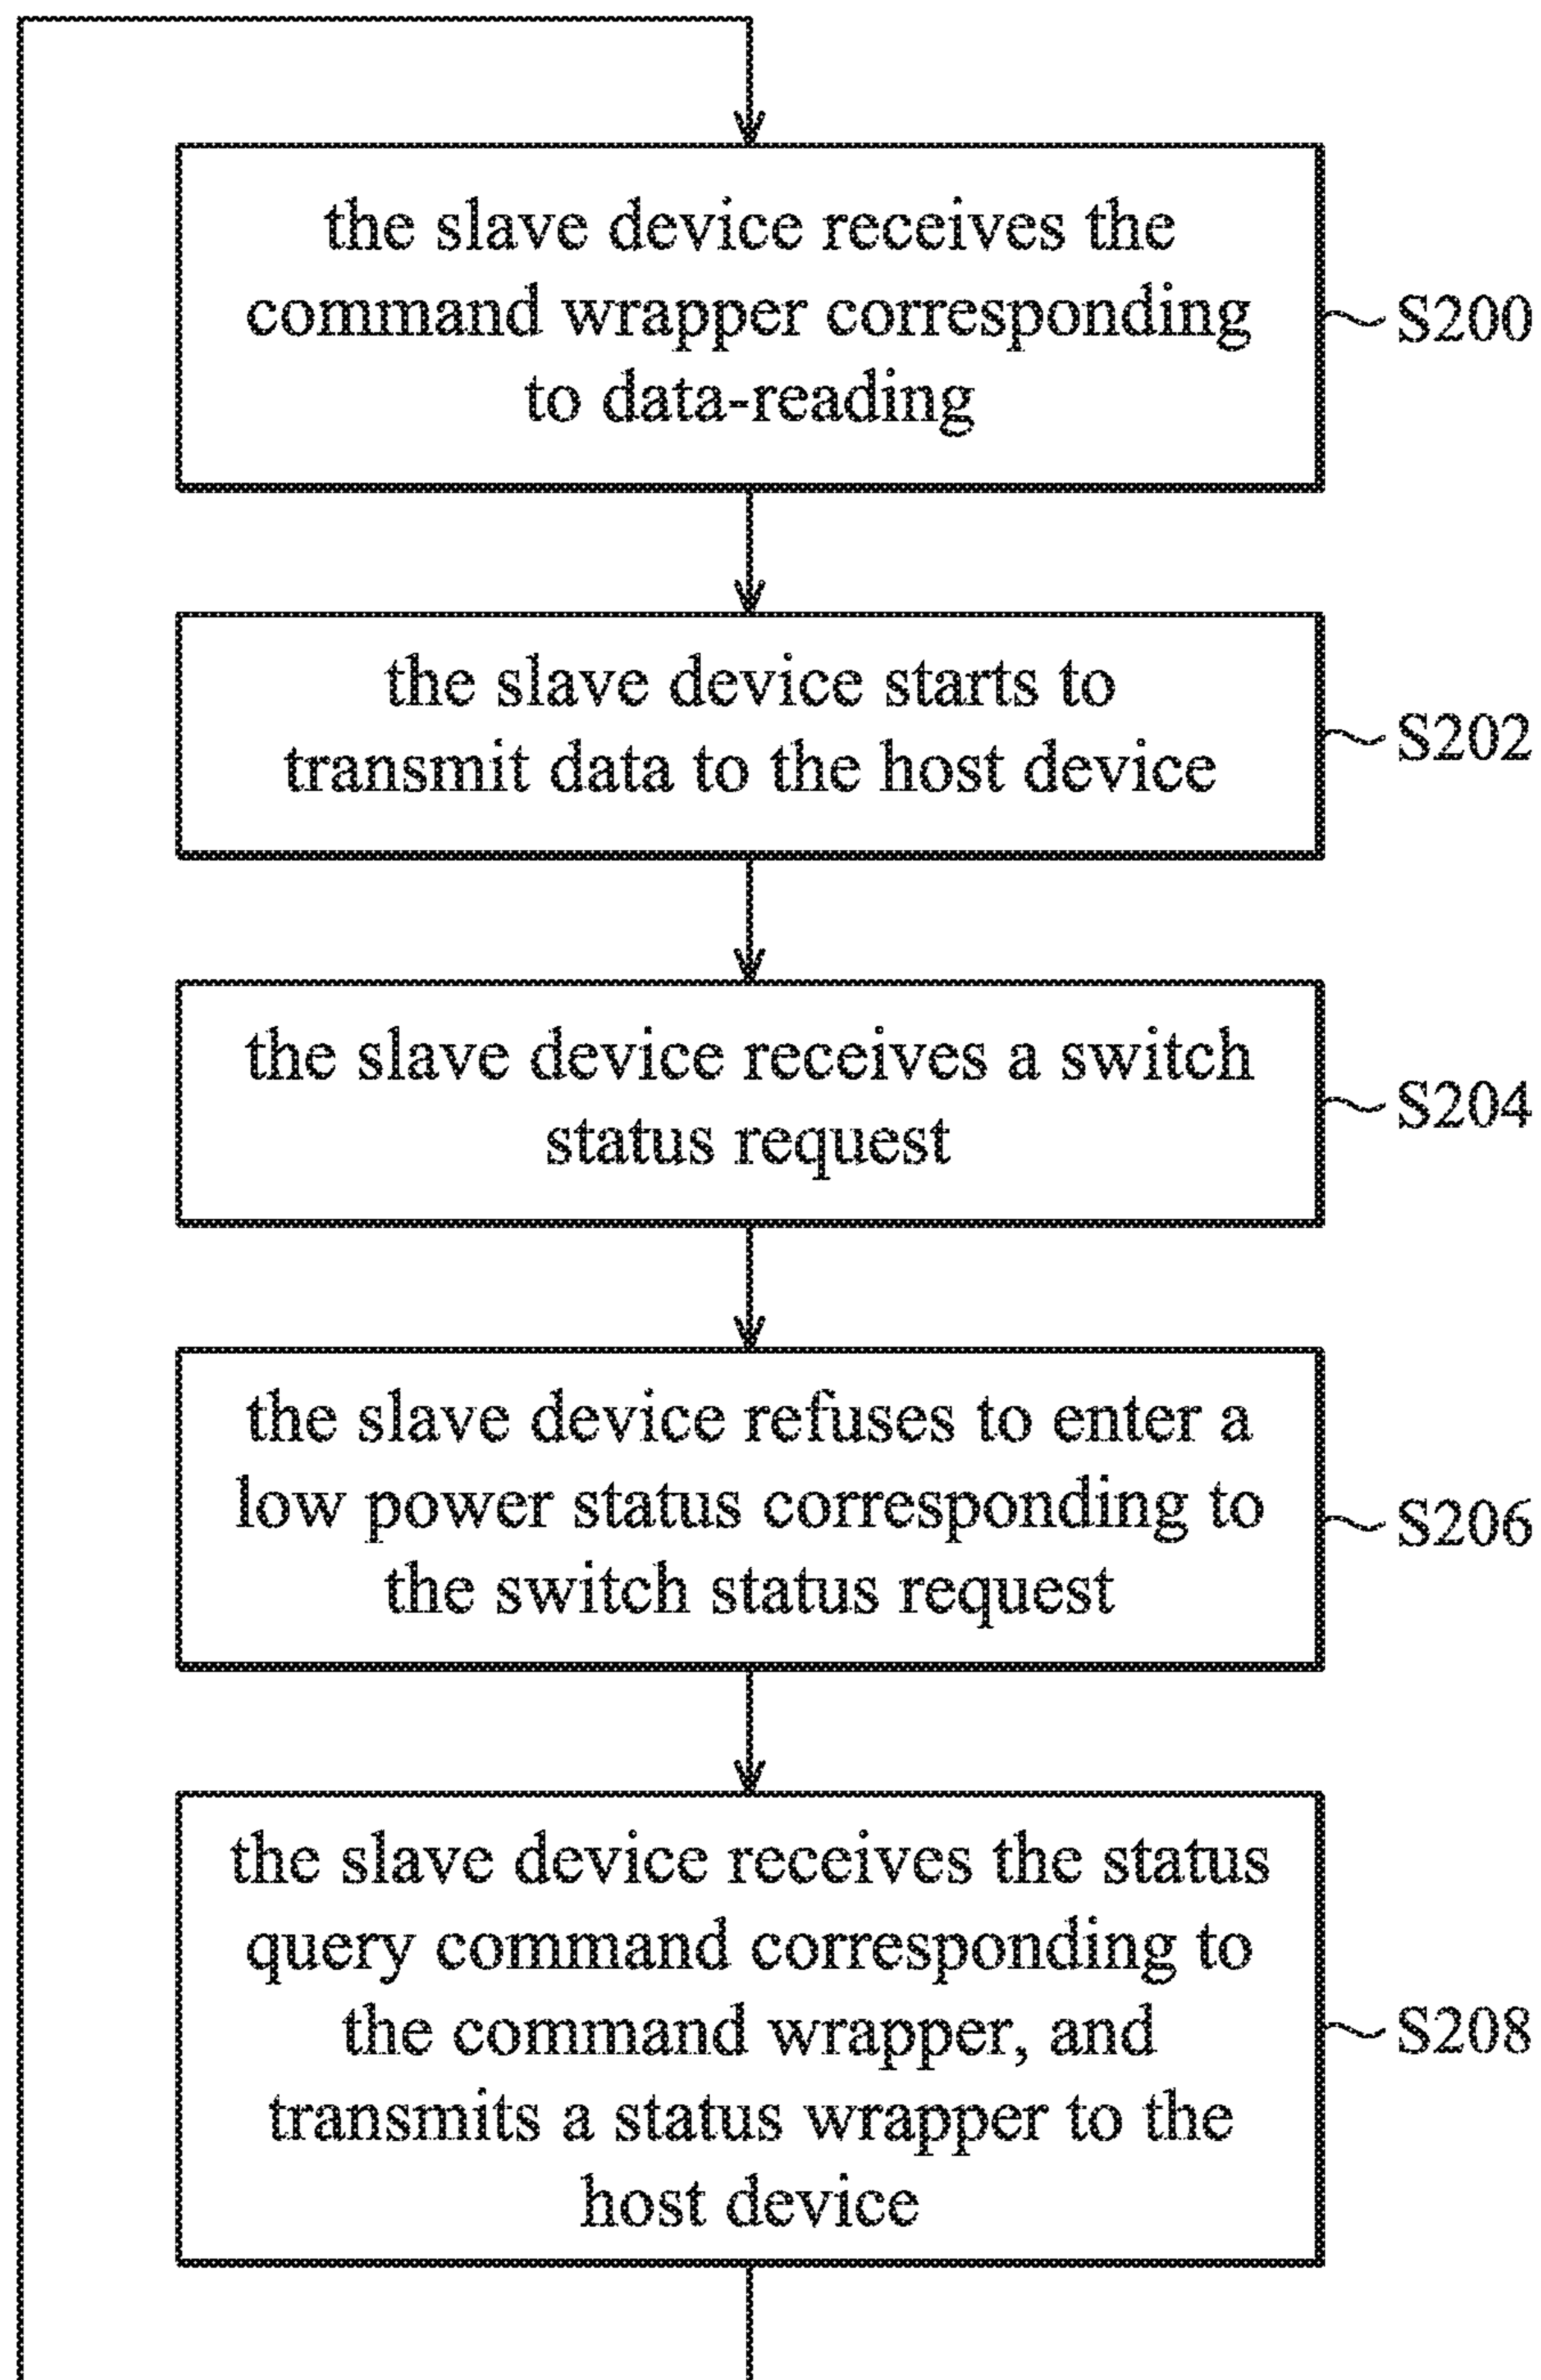 the slave device receives the
command wrapper corresponding
to data-reading
S200
the slave device starts to
transmit data to the host device
S202
the slave device receives a switch
status request
S204
the slave device refuses to enter a
low power status corresponding to
the switch status request
S206
the slave device receives the status
query command corresponding to
the command wrapper, and
transmits a status wrapper to the
host device
S208